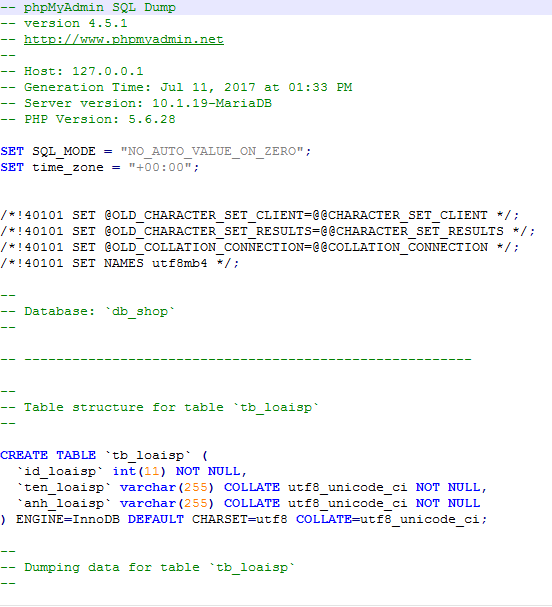 -- phpMyAdmin SQL Dump
-- version 4.5.1
-- http://www.phpmyadmin.net
--
-- Host: 127.0.0.1
-- Generation Time: Jul 11, 2017 at 01:33 PM
-- Server version: 10.1.19-MariaDB
-- PHP Version: 5.6.28
SET SQL_MODE = "NO_AUTO_VALUE_ON_ZERO";
SET time_zone = "+00:00";
/*!40101 SET @OLD_CHARACTER_SET_CLIENT=@@CHARACTER_SET_CLIENT */;
/*!40101 SET @OLD_CHARACTER_SET_RESULTS=@@CHARACTER_SET_RESULTS */;
/*!40101 SET @OLD_COLLATION_CONNECTION=@@COLLATION_CONNECTION */;
/*!40101 SET NAMES utf8mb4 */;
--
-- Database: `db_shop`
--
-- --------------------------------------------------------
--
-- Table structure for table `tb_loaisp`
--
CREATE TABLE `tb_loaisp` (
  `id_loaisp` int(11) NOT NULL,
  `ten_loaisp` varchar(255) COLLATE utf8_unicode_ci NOT NULL,
  `anh_loaisp` varchar(255) COLLATE utf8_unicode_ci NOT NULL
) ENGINE=InnoDB DEFAULT CHARSET=utf8 COLLATE=utf8_unicode_ci;
--
-- Dumping data for table `tb_loaisp`
--